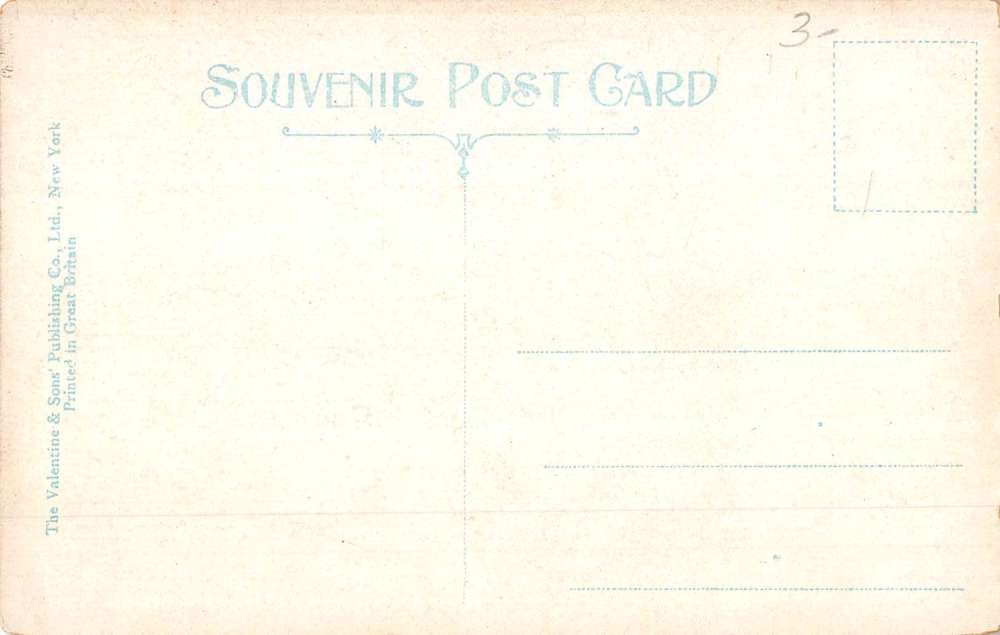 3-
SOUVENIR POST CARD
The Valentine & Sons' Publishing Co., Ltd., New York
Printed in Great Britain